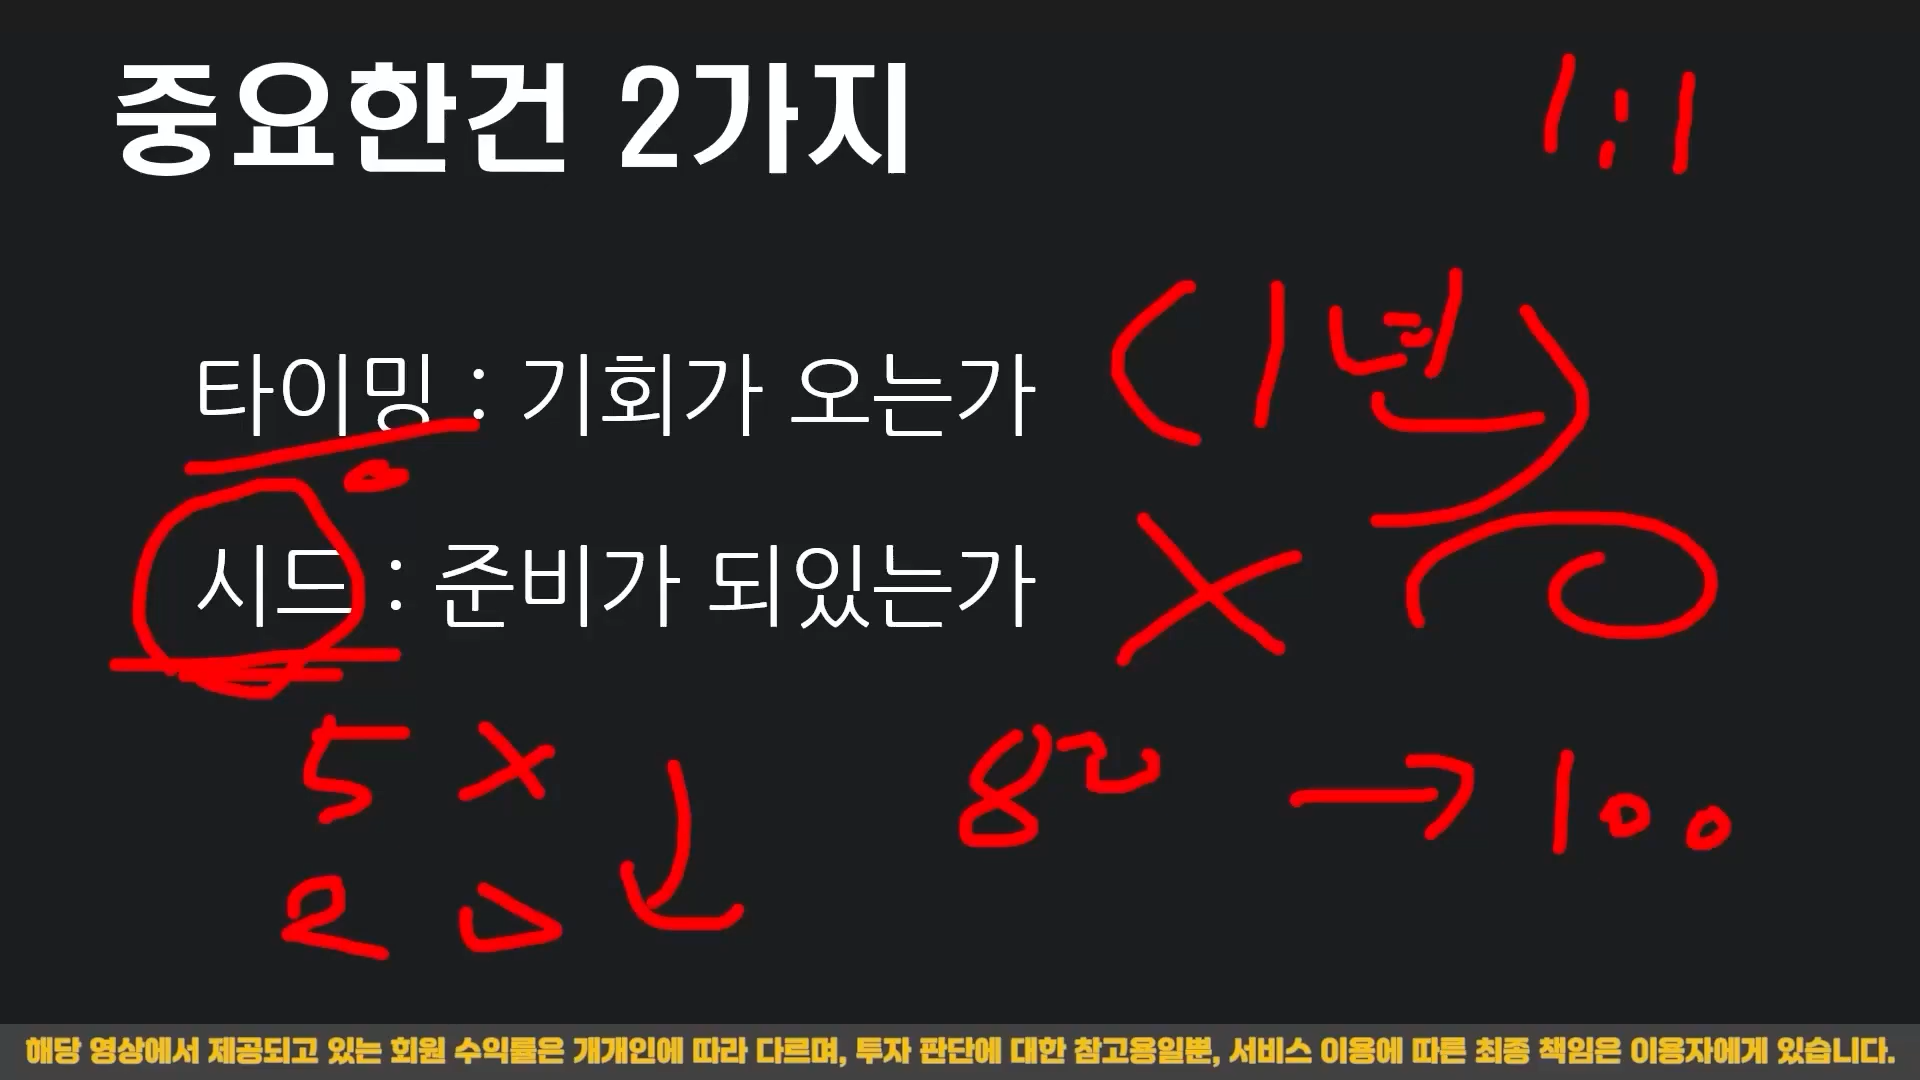 중요한건 2가지
1:1
타이밍 : 기회가 오는가
(1년)
시드 : 준비가 되있는가
5 ×
80 → 100
2
해당 영상에서 제공되고 있는 회원 수익률은 개개인에 따라 다르며, 투자 판단에 대한 참고용일뿐, 서비스 이용에 따른 최종 책임은 이용자에게 있습니다.